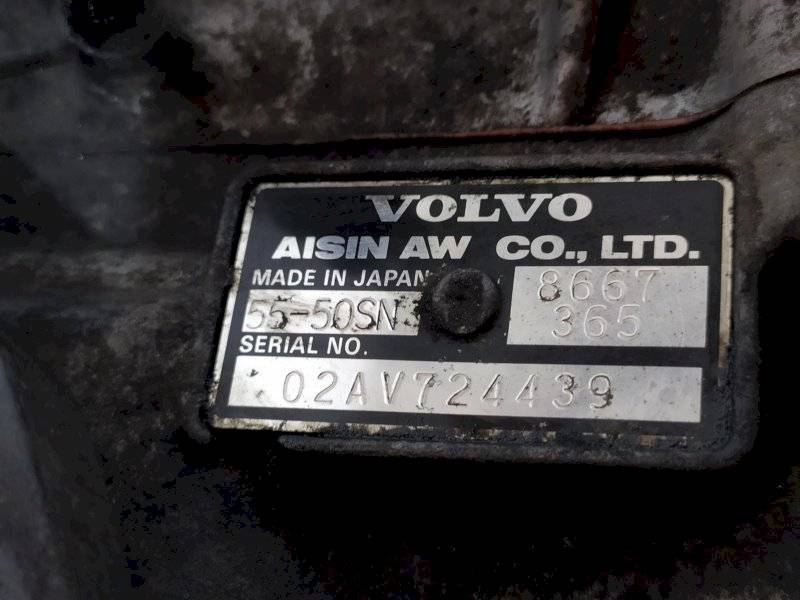 VOLVO
AISIN AW CO., LTD.
MADE IN JAPAN
8667
55-50SN
365
SERIAL NO.
02AV724439